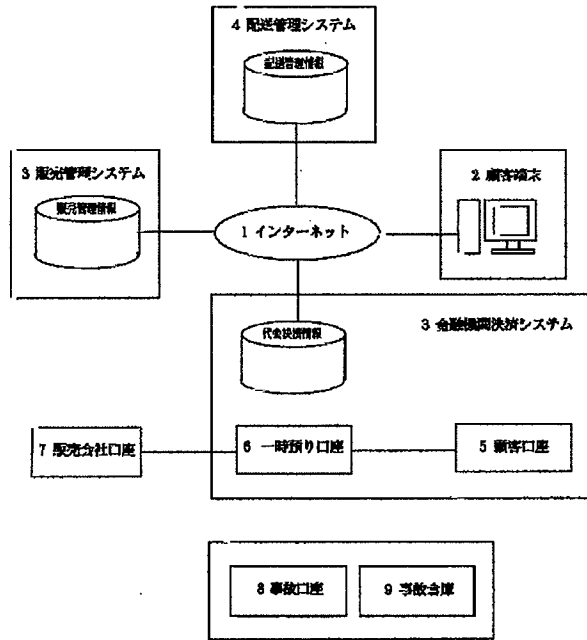 4 配送管理システム
配送管理情報
3 販売管理システム
販売管理情報
2 顧客端末
1 インターネット
3 金融機関決済システム
代金決済情報
7 販売会社口座
6 一時預り口座
5 顧客口座
8 事故口座
9 事故倉庫